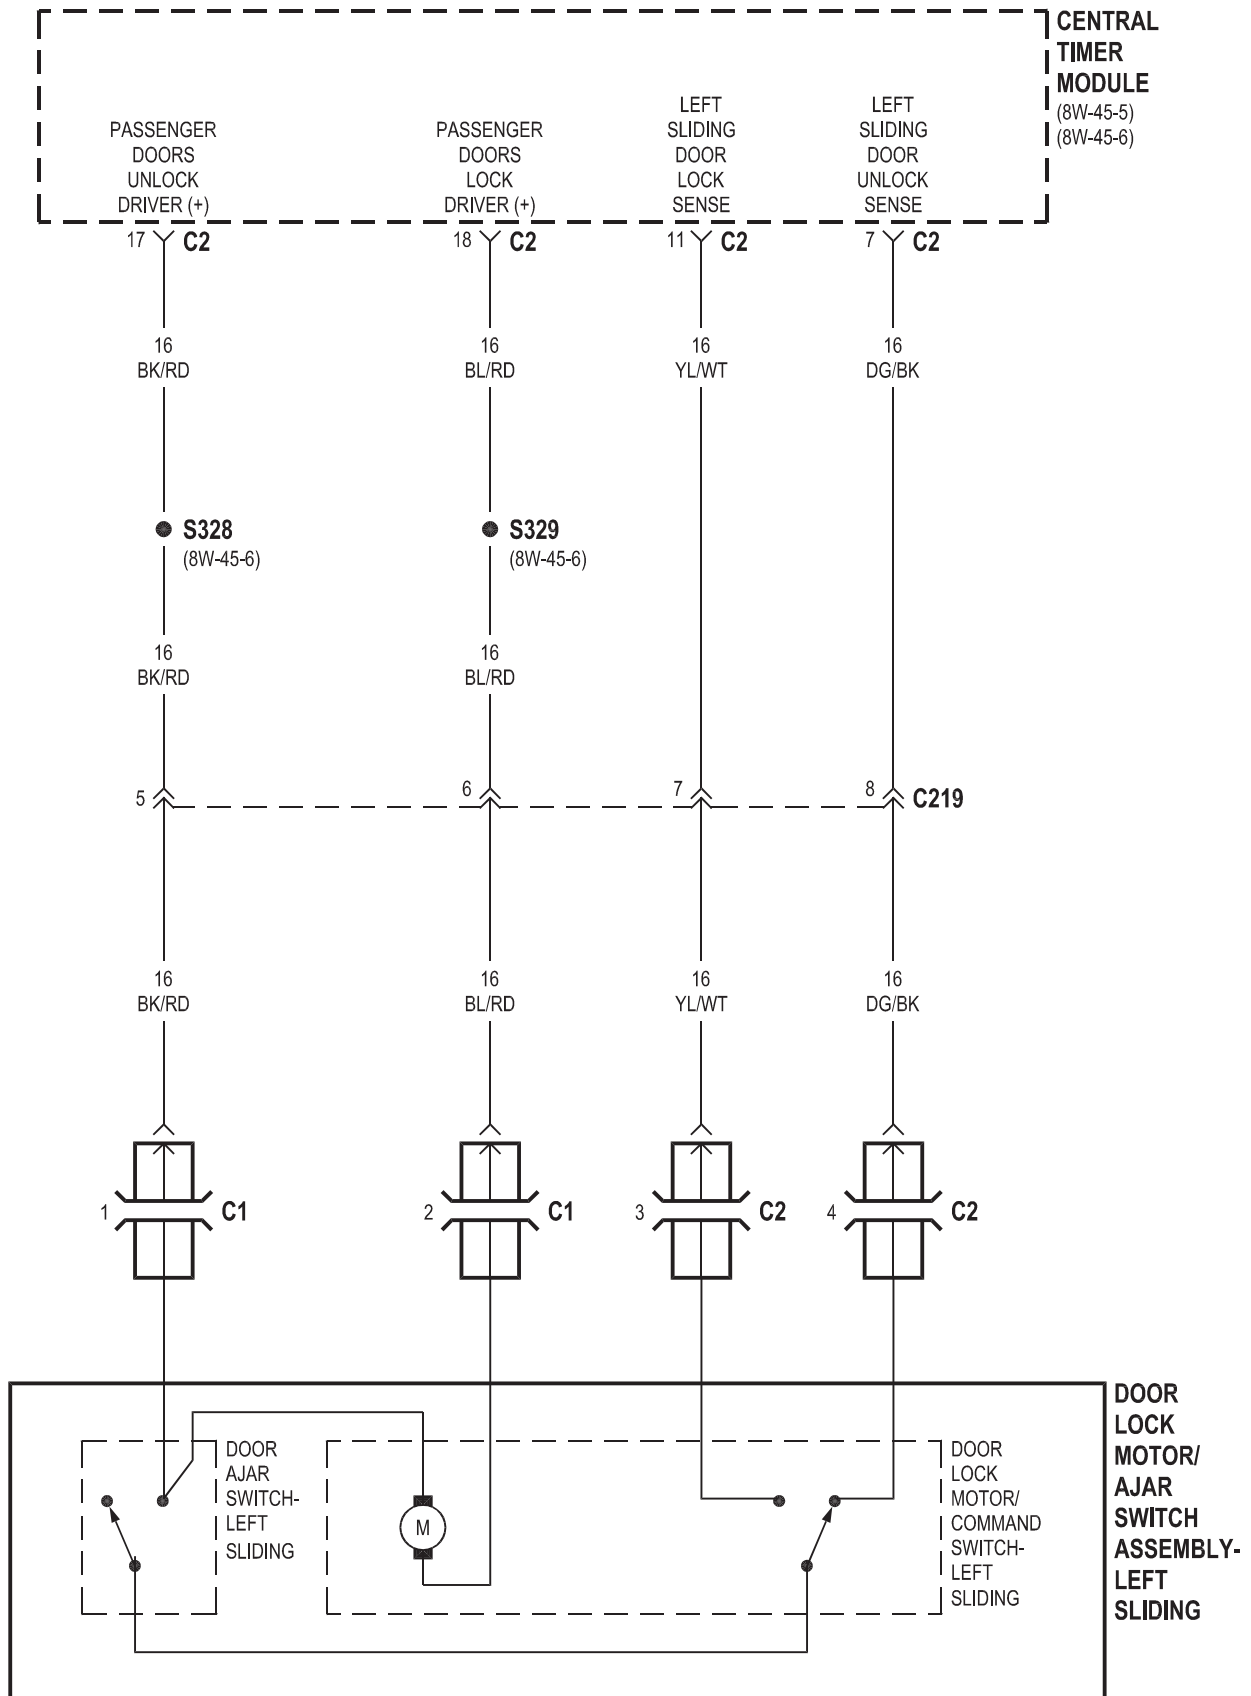 CENTRAL
TIMER
MODULE
(8W-45-5)
(8W-45-6)
PASSENGER
DOORS
UNLOCK
DRIVER (+)
PASSENGER
DOORS
LOCK
DRIVER (+)
LEFT
SLIDING
DOOR
LOCK
SENSE
LEFT
SLIDING
DOOR
UNLOCK
SENSE
17 C2
18 C2
11 C2
7 C2
16
BK/RD
16
BL/RD
16
YL/WT
16
DG/BK
S328
(8W-45-6)
S329
(8W-45-6)
16
BK/RD
16
BL/RD
5
6
7
8 C219
16
BK/RD
16
BL/RD
16
YL/WT
16
DG/BK
1 C1
2 C1
3 C2
4 C2
DOOR
AJAR
SWITCH-
LEFT
SLIDING
M
DOOR
LOCK
MOTOR/
COMMAND
SWITCH-
LEFT
SLIDING
DOOR
LOCK
MOTOR/
AJAR
SWITCH
ASSEMBLY-
LEFT
SLIDING